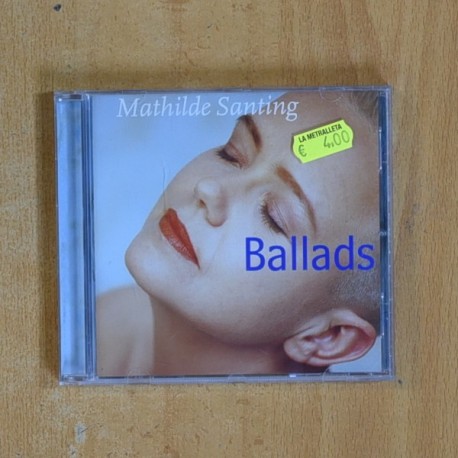 Mathilde Santing
LA METRALLETA
€ 4,00
Ballads